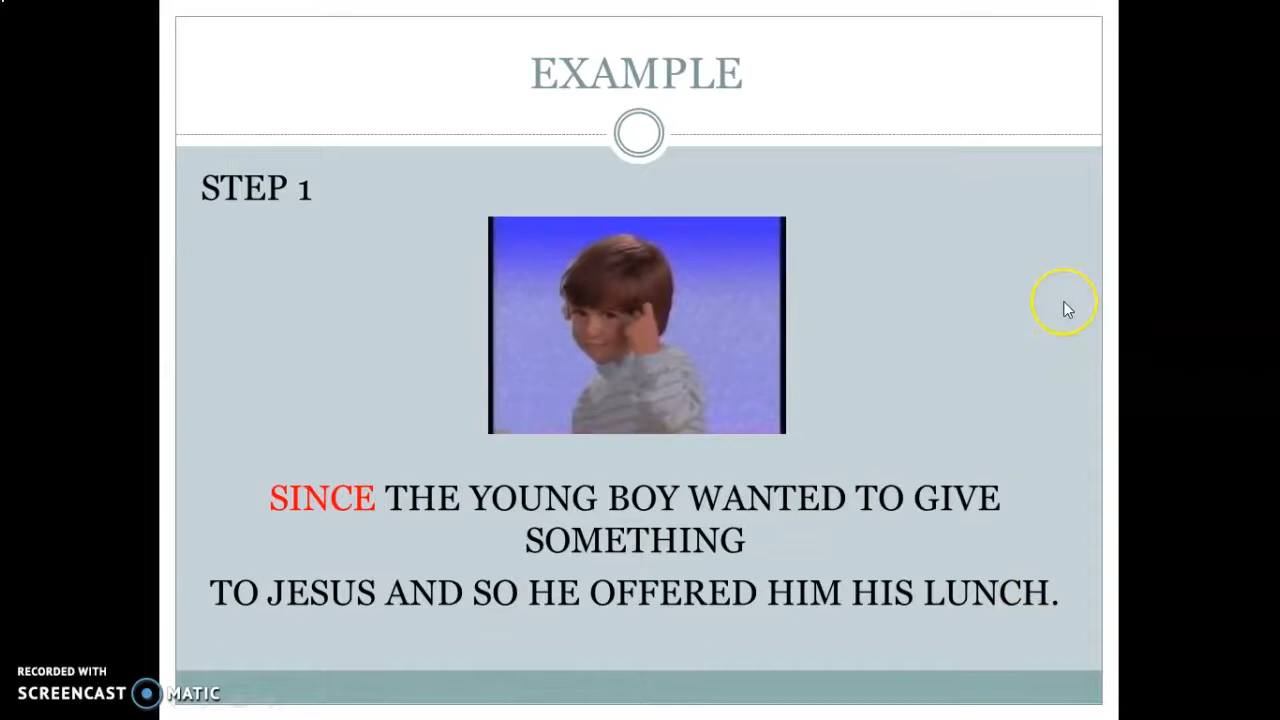 EXAMPLE
STEP 1
SINCE THE YOUNG BOY WANTED TO GIVE
SOMETHING
TO JESUS AND SO HE OFFERED HIM HIS LUNCH.
RECORDED WITH
SCREENCAST MATIC